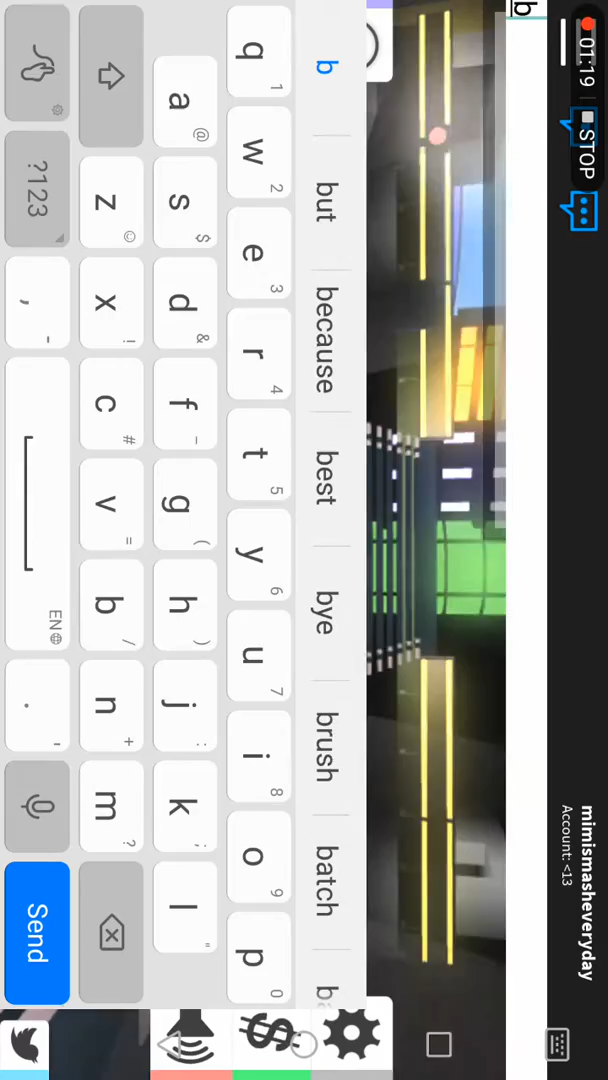 01:19
STOP
mimismasheveryday
Account: <13
b
b
but
because
best
bye
brush
batch
q 1
w 2
e 3
r 4
t 5
y 6
u 7
i 8
o 9
p 0
a @
s $
d &
f _
g (
h )
j :
k ;
l "
z
x !
c #
v =
b /
n +
m ?
?123
, -
EN
. '
Send
$